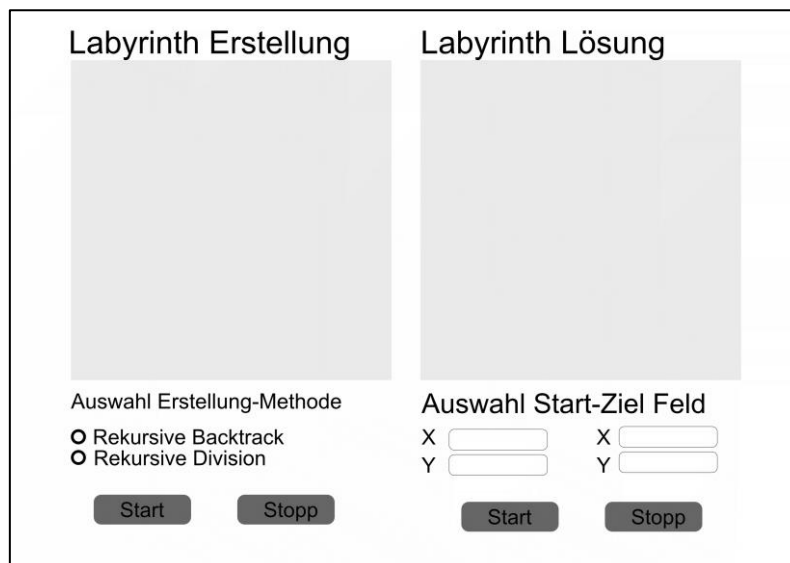 Labyrinth Erstellung
Auswahl Erstellung-Methode
Rekursive Backtrack
Rekursive Division
Start Stopp
Labyrinth Lösung
Auswahl Start-Ziel Feld
X X
Y Y
Start Stopp